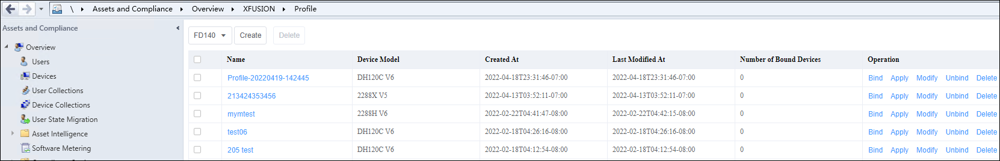 \ Assets and Compliance Overview XFUSION Profile
Assets and Compliance
Overview
Users
Devices
User Collections
Device Collections
User State Migration
Asset Intelligence
Software Metering
FD140 Create Delete
Name Device Model Created At Last Modified At Number of Bound Devices Operation
Profile-20220419-142445 DH120C V6 2022-04-18T23:31:46-07:00 2022-04-18T23:31:46-07:00 0 Bind Apply Modify Unbind Delete
213424353456 2288X V5 2022-04-13T03:52:11-07:00 2022-04-13T03:52:11-07:00 0 Bind Apply Modify Unbind Delete
mymtest 2288H V6 2022-02-22T04:41:47-08:00 2022-02-22T04:42:15-08:00 0 Bind Apply Modify Unbind Delete
test06 DH120C V6 2022-02-18T04:26:16-08:00 2022-02-18T04:26:16-08:00 0 Bind Apply Modify Unbind Delete
205 test DH120C V6 2022-02-18T04:12:54-08:00 2022-02-18T04:12:54-08:00 0 Bind Apply Modify Unbind Delete